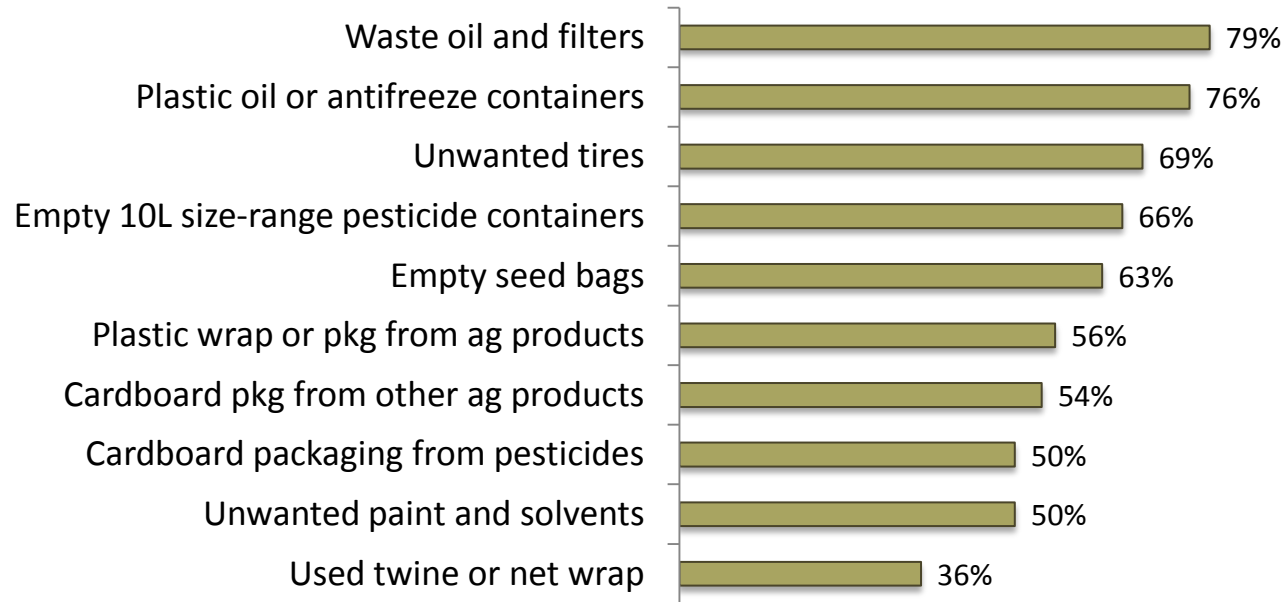 Waste oil and filters 79%
Plastic oil or antifreeze containers 76%
Unwanted tires 69%
Empty 10L size-range pesticide containers 66%
Empty seed bags 63%
Plastic wrap or pkg from ag products 56%
Cardboard pkg from other ag products 54%
Cardboard packaging from pesticides 50%
Unwanted paint and solvents 50%
Used twine or net wrap 36%